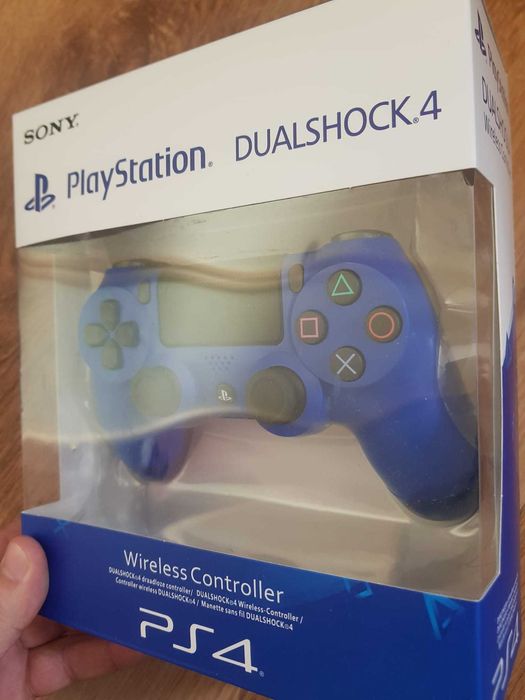 SONY
PlayStation® DUALSHOCK®4
Wireless Controller
DUALSHOCK®4 draadloze controller/ DUALSHOCK®4 Wireless-Controller /
Controller wireless DUALSHOCK®4 / Manette sans fil DUALSHOCK®4
PS4®